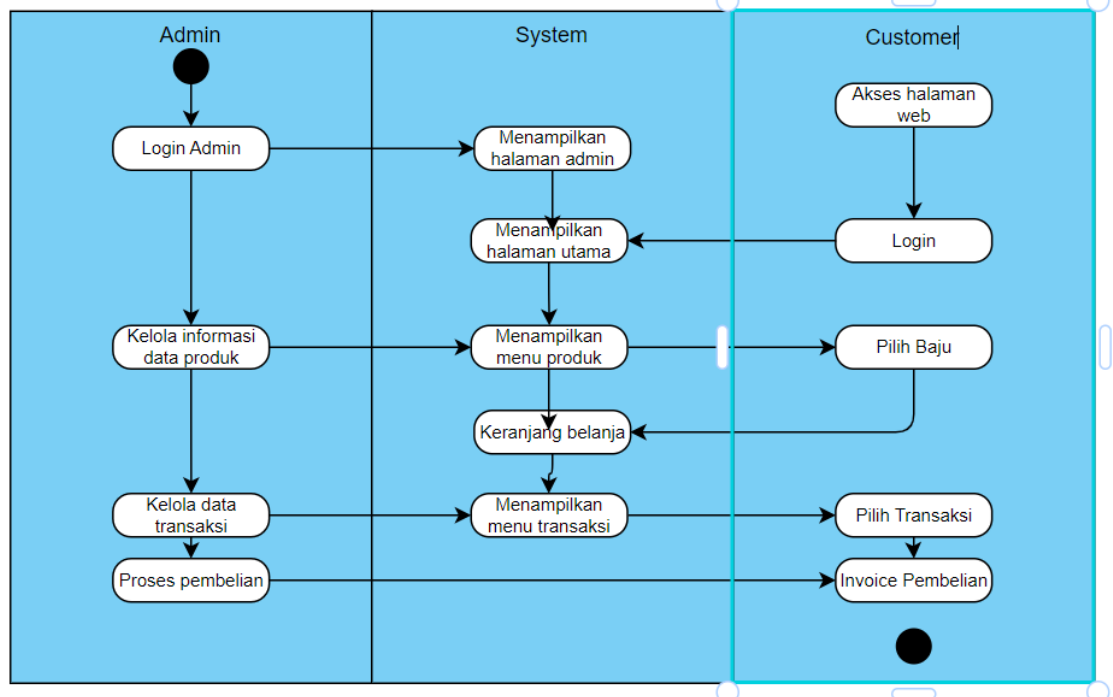 Admin
System
Customer
Akses halaman
web
Login Admin
Menampilkan
halaman admin
Menampilkan
halaman utama
Login
Kelola informasi
data produk
Menampilkan
menu produk
Pilih Baju
Keranjang belanja
Kelola data
transaksi
Menampilkan
menu transaksi
Pilih Transaksi
Proses pembelian
Invoice Pembelian